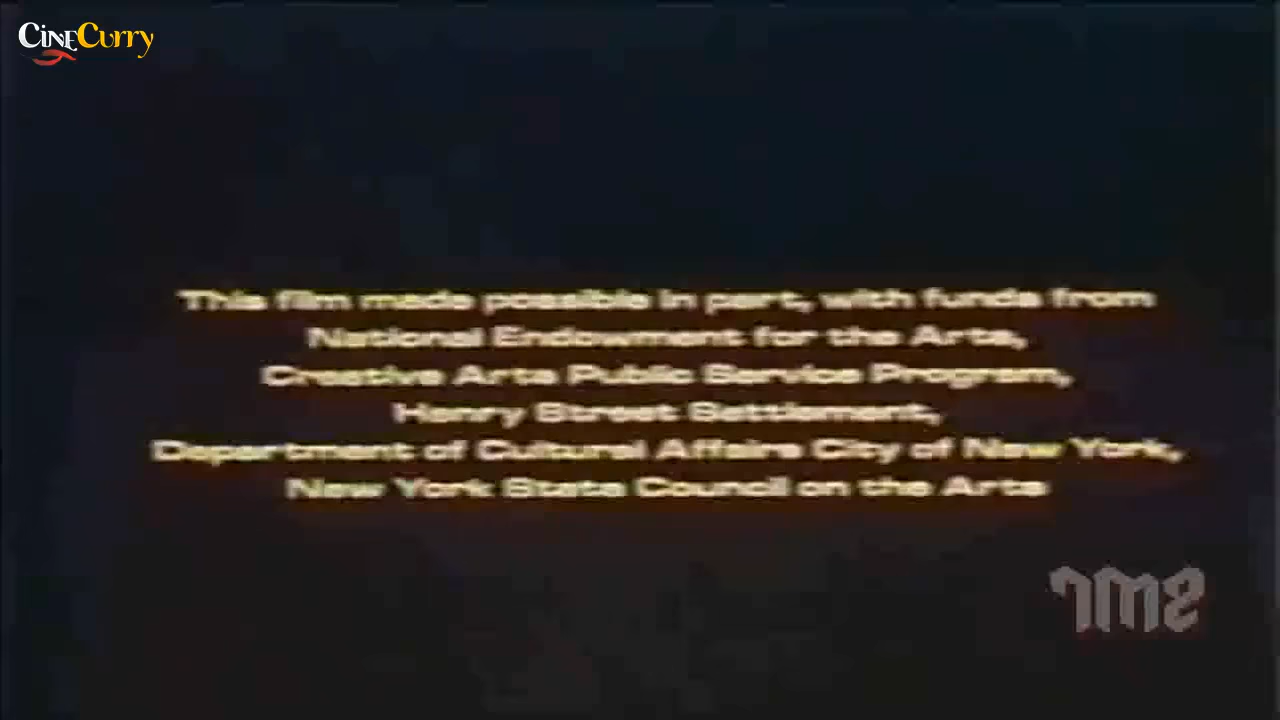 CineCurry
This film made possible in part, with funds from
National Endowment for the Arts,
Creative Arts Public Service Program,
Henry Street Settlement,
Department of Cultural Affairs City of New York,
New York State Council on the Arts